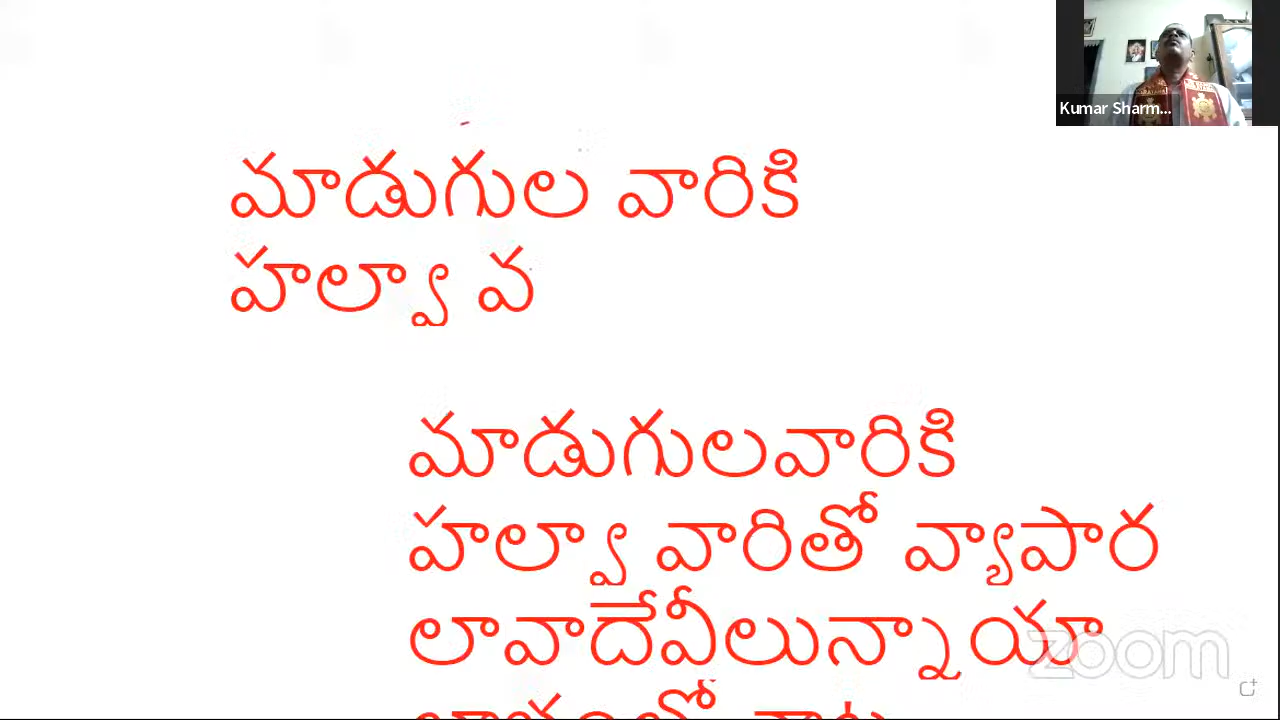 Kumar Sharm...
మాడుగుల వారికి
హల్వా వ
మాడుగులవారికి
హల్వా వారితో వ్యాపార
లావాదేవీలున్నాయా
zoom